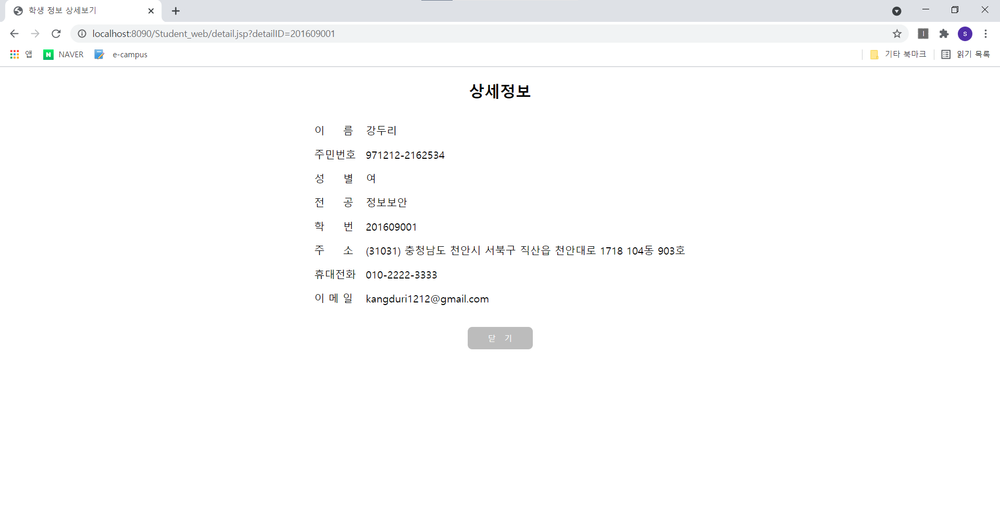 학생 정보 상세보기
localhost:8090/Student_web/detail.jsp?detailID=201609001
s
앱 NAVER e-campus 기타 북마크 읽기 목록
상세정보
이 름 강두리
주민번호 971212-2162534
성 별 여
전 공 정보보안
학 번 201609001
주 소 (31031) 충청남도 천안시 서북구 직산읍 천안대로 1718 104동 903호
휴대전화 010-2222-3333
이 메 일 kangduri1212@gmail.com
닫 기